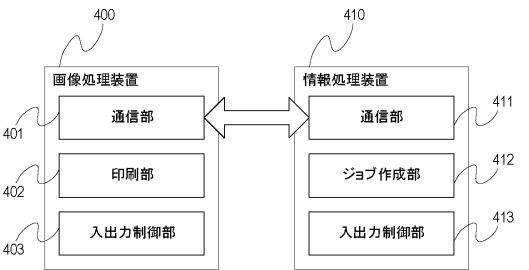 400
410
画像処理装置
情報処理装置
通信部
通信部
401
411
印刷部
ジョブ作成部
402
412
入出力制御部
入出力制御部
403
413